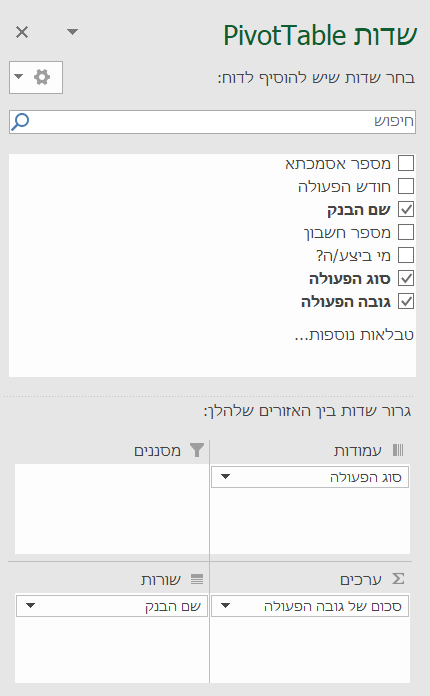 שדות PivotTable
בחר שדות שיש להוסיף לדוח:
חיפוש
מספר אסמכתא
חודש הפעולה
שם הבנק
מספר חשבון
מי ביצע/ה?
סוג הפעולה
גובה הפעולה
טבלאות נוספות...
גרור שדות בין האזורים שלהלן:
עמודות
מסננים
סוג הפעולה
ערכים
שורות
סכום של גובה הפעולה
שם הבנק